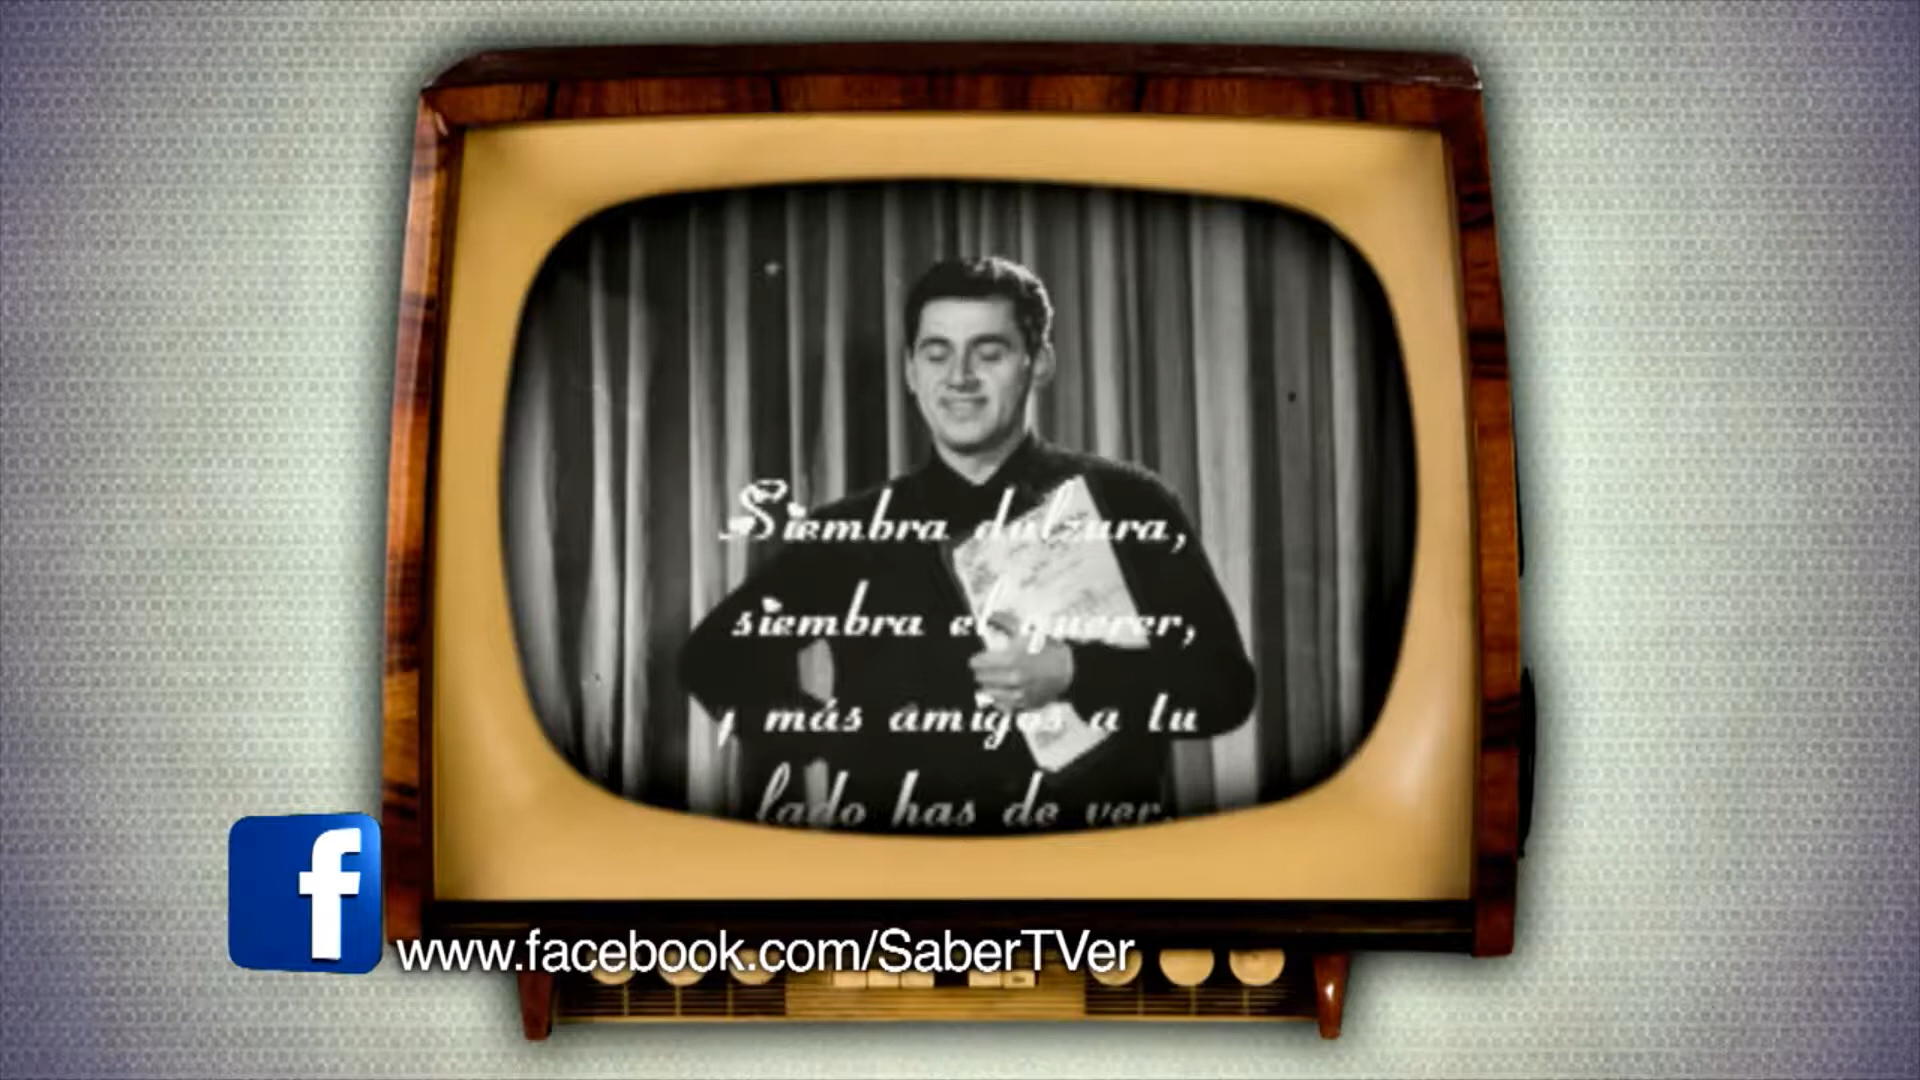 Siembra dulzura,
siembra el querer,
y más amigos a tu
lado has de ver.
f
www.facebook.com/SaberTVer